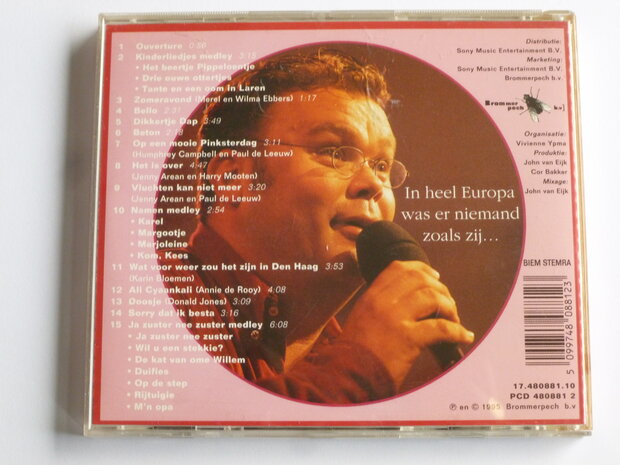 1 Ouverture 0:56
2 Kinderliedjes medley 3:15
• Het beertje Pippeloentje
• Drie ouwe ottertjes
• Tante en een oom in Laren
3 Zomeravond (Merel en Wilma Ebbers) 1:17
4 Bello 2:31
5 Dikkertje Dap 3:49
6 Beton
7 Op een mooie Pinksterdag 3:11
(Humphrey Campbell en Paul de Leeuw)
8 Het is over 4:47
(Jenny Arean en Harry Mooten)
9 Vluchten kan niet meer 3:20
(Jenny Arean en Paul de Leeuw)
10 Namen medley 2:54
• Karel
• Margootje
• Marjoleine
• Kom, Kees
11 Wat voor weer zou het zijn in Den Haag 3:53
(Karin Bloemen)
12 Ali Cyaankali (Annie de Rooy) 4:08
13 Doosje (Donald Jones) 3:09
14 Sorry dat ik besta 3:16
15 Ja zuster nee zuster medley 6:08
• Ja zuster nee zuster
• Wil u een stekkie?
• De kat van ome Willem
• Duifies
• Op de step
• Rijtuigie
• M'n opa
In heel Europa
was er niemand
zoals zij...
Distributie:
Sony Music Entertainment B.V.
Marketing:
Sony Music Entertainment B.V.
Brommerpech b.v.
Brommer
pech b.v.
Organisatie:
Vivienne Ypma
Produktie:
John van Eijk
Cor Bakker
Mixage:
John van Eijk
BIEM STEMRA
5 099748 088123
17.480881.10
PCD 480881 2
℗ en © 1995 Brommerpech b.v